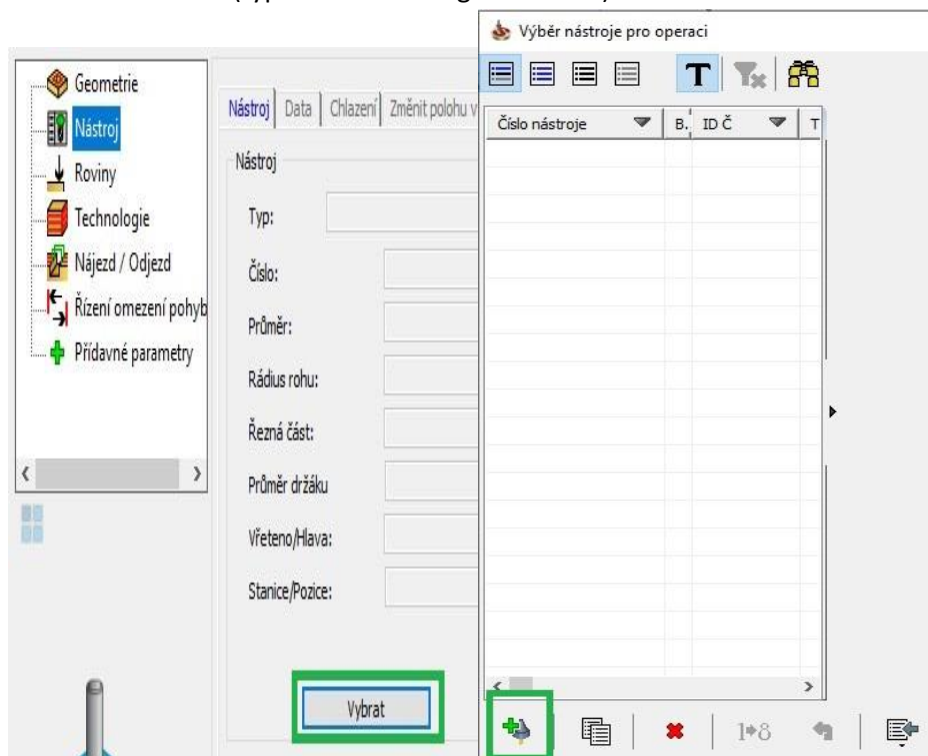 Výběr nástroje pro operaci
T
Geometrie
Nástroj
Roviny
Technologie
Nájezd / Odjezd
Řízení omezení pohyb
Přídavné parametry
Nástroj Data Chlazení Změnit polohu v
Nástroj
Typ:
Číslo:
Průměr:
Rádius rohu:
Řezná část:
Průměr držáku
Vřeteno/Hlava:
Stanice/Pozice:
Vybrat
Číslo nástroje B. ID Č T
1➧8